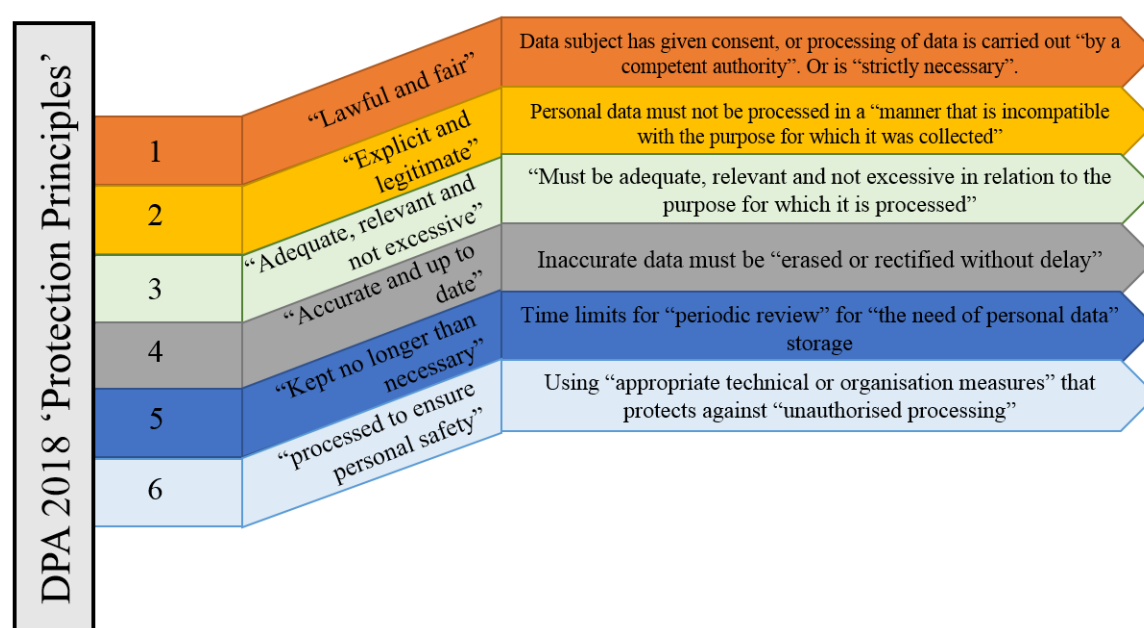 DPA 2018 ‘Protection Principles’
1
“Lawful and fair”
Data subject has given consent, or processing of data is carried out “by a
competent authority”. Or is “strictly necessary”.
2
“Explicit and
legitimate”
Personal data must not be processed in a “manner that is incompatible
with the purpose for which it was collected”
3
“Adequate, relevant and
not excessive”
“Must be adequate, relevant and not excessive in relation to the
purpose for which it is processed”
4
“Accurate and up to
date”
Inaccurate data must be “erased or rectified without delay”
5
“Kept no longer than
necessary”
Time limits for “periodic review” for “the need of personal data”
storage
6
“processed to ensure
personal safety”
Using “appropriate technical or organisation measures” that
protects against “unauthorised processing”